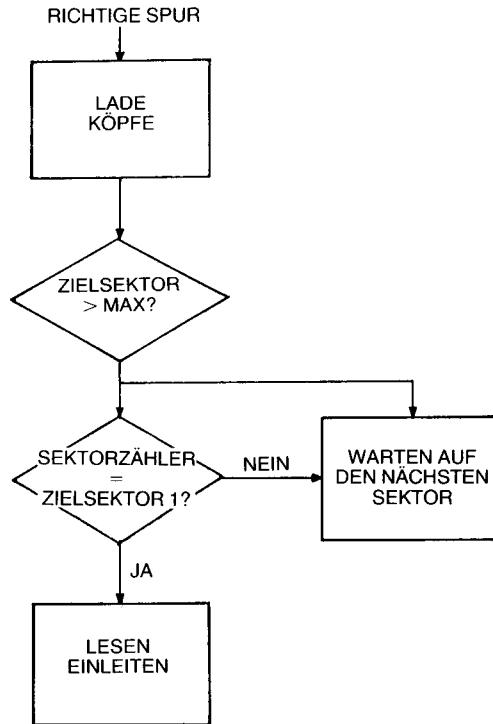 RICHTIGE SPUR
LADE
KÖPFE
ZIELSEKTOR
> MAX?
SEKTORZÄHLER
=
ZIELSEKTOR 1?
NEIN
WARTEN AUF
DEN NÄCHSTEN
SEKTOR
JA
LESEN
EINLEITEN